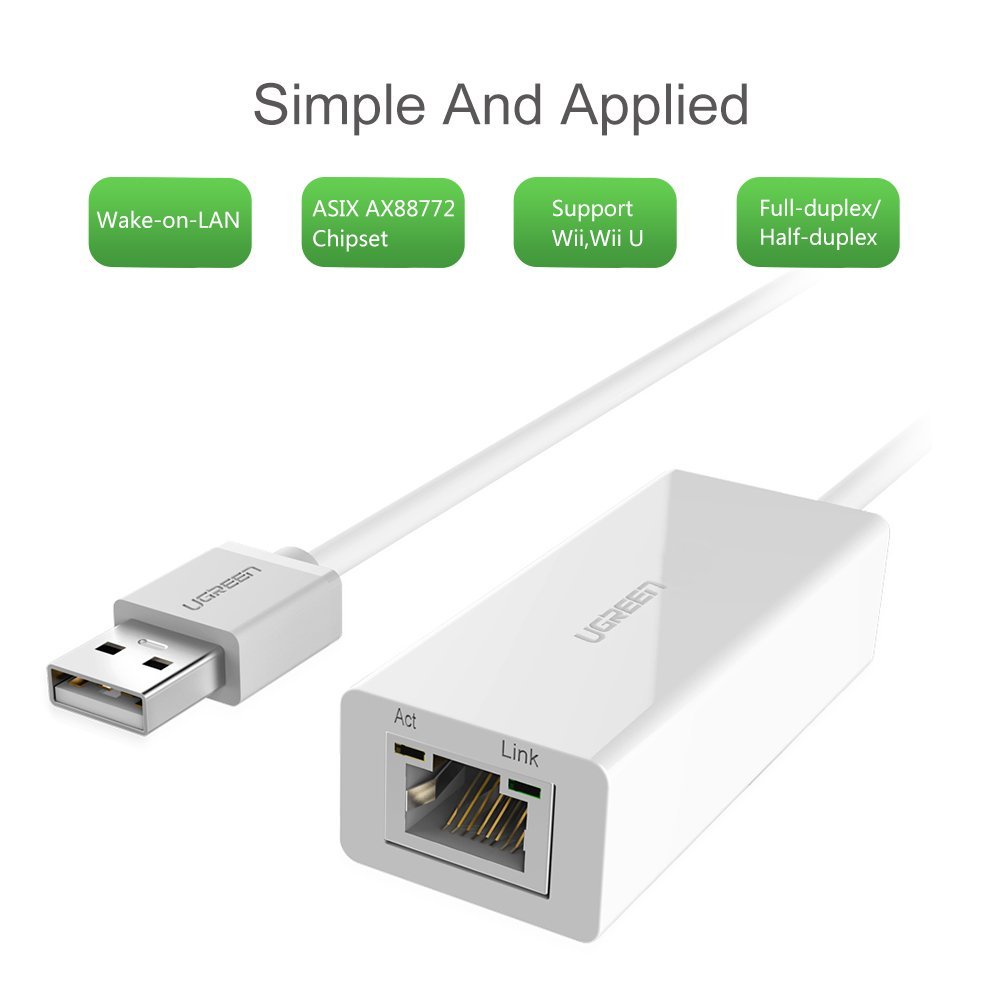 Simple And Applied
Wake-on-LAN
ASIX AX88772
Chipset
Support
Wii,Wii U
Full-duplex/
Half-duplex
UGREEN
UGREEN
Act
Link